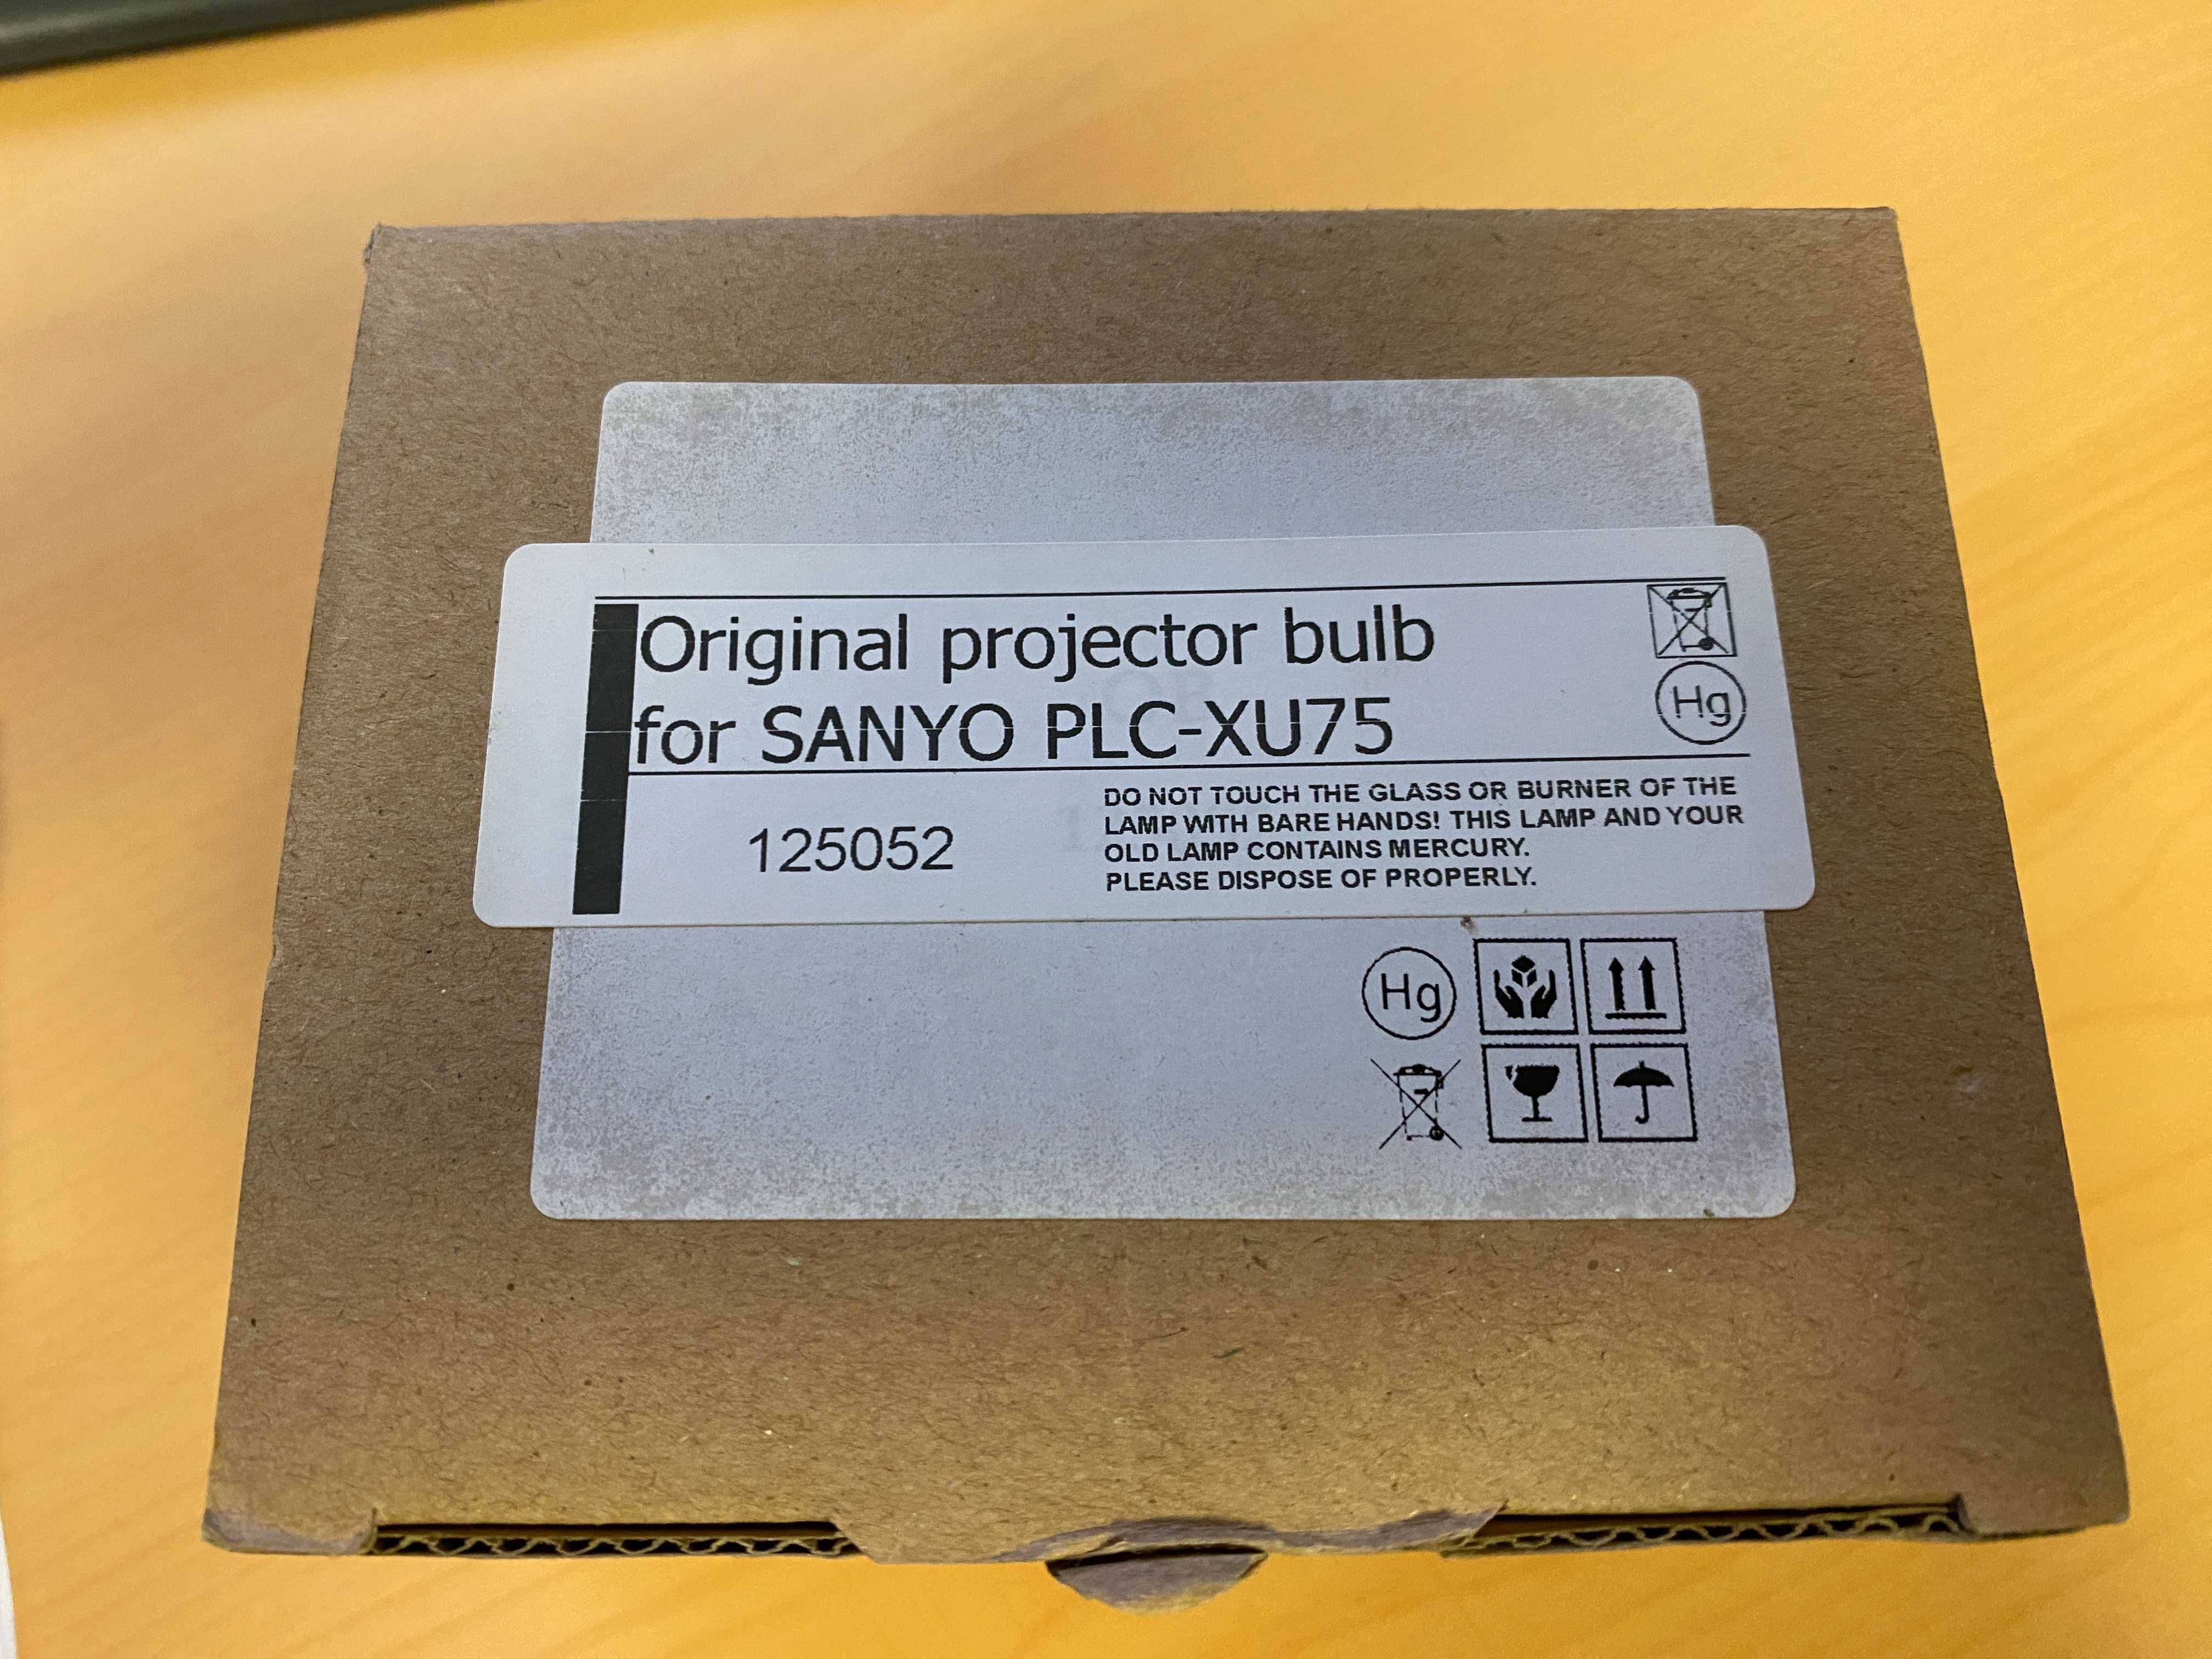 Original projector bulb
for SANYO PLC-XU75
Hg
125052
DO NOT TOUCH THE GLASS OR BURNER OF THE
LAMP WITH BARE HANDS! THIS LAMP AND YOUR
OLD LAMP CONTAINS MERCURY.
PLEASE DISPOSE OF PROPERLY.
Hg